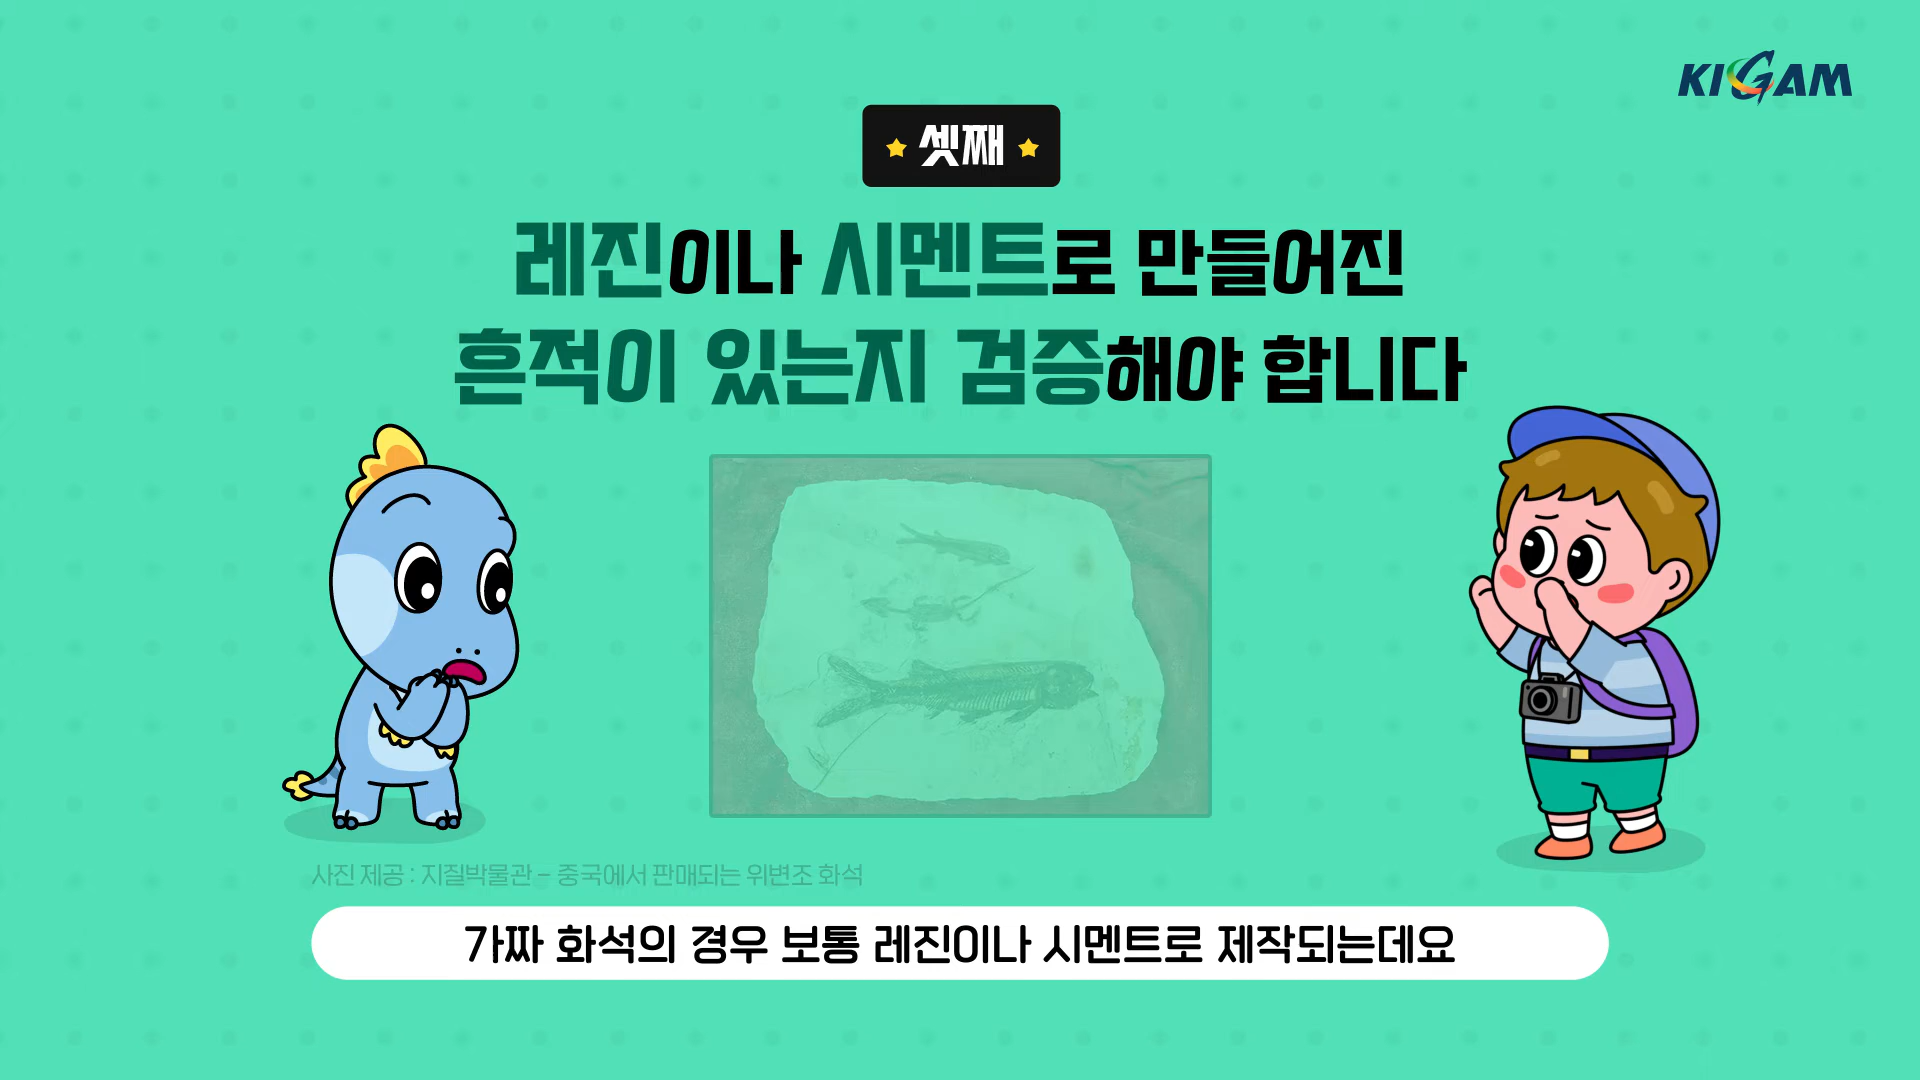 KIGAM
셋째
레진이나 시멘트로 만들어진
흔적이 있는지 검증해야 합니다
사진 제공 : 지질박물관 – 중국에서 판매되는 위변조 화석
가짜 화석의 경우 보통 레진이나 시멘트로 제작되는데요